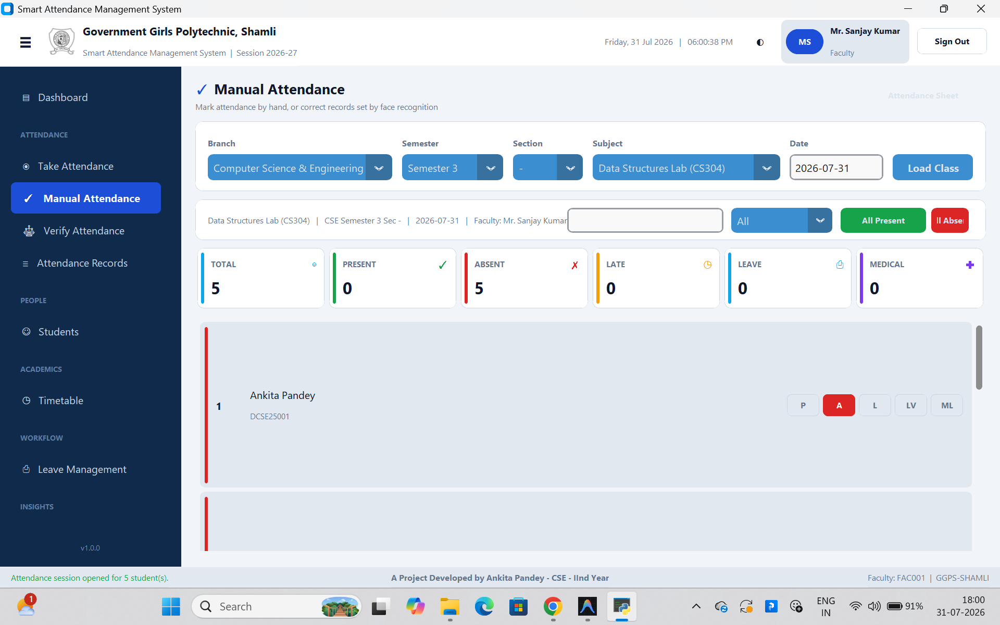 Smart Attendance Management System
Government Girls Polytechnic, Shamli
Smart Attendance Management System | Session 2026-27
Friday, 31 Jul 2026 | 06:00:38 PM
MS
Mr. Sanjay Kumar
Faculty
Sign Out
Dashboard
ATTENDANCE
Take Attendance
Manual Attendance
Verify Attendance
Attendance Records
PEOPLE
Students
ACADEMICS
Timetable
WORKFLOW
Leave Management
INSIGHTS
v1.0.0
✓ Manual Attendance
Mark attendance by hand, or correct records set by face recognition
Attendance Sheet
Branch Semester Section Subject Date
Computer Science & Engineering Semester 3 - Data Structures Lab (CS304) 2026-07-31 Load Class
Data Structures Lab (CS304) | CSE Semester 3 Sec - | 2026-07-31 | Faculty: Mr. Sanjay Kumar All All Present ll Abse
TOTAL PRESENT ABSENT LATE LEAVE MEDICAL
5 0 5 0 0 0
1 Ankita Pandey P A L LV ML
DCSE25001
Attendance session opened for 5 student(s).
A Project Developed by Ankita Pandey - CSE - IInd Year
Faculty: FAC001 | GGPS-SHAMLI
1
Search
ENG
IN
91%
18:00
31-07-2026